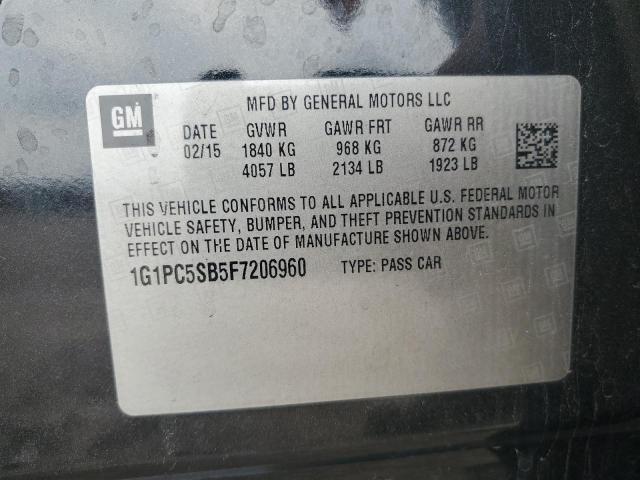 GM
MFD BY GENERAL MOTORS LLC
DATE GVWR GAWR FRT GAWR RR
02/15 1840 KG 968 KG 872 KG
4057 LB 2134 LB 1923 LB
THIS VEHICLE CONFORMS TO ALL APPLICABLE U.S. FEDERAL MOTOR
VEHICLE SAFETY, BUMPER, AND THEFT PREVENTION STANDARDS IN
EFFECT ON THE DATE OF MANUFACTURE SHOWN ABOVE.
1G1PC5SB5F7206960 TYPE: PASS CAR